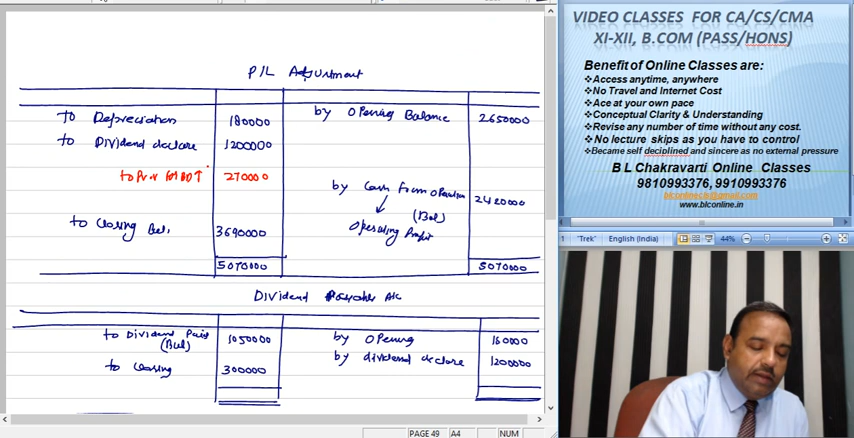 P/L Adjustment
to Depreciation 180000 by Opening Balance 2650000
to Dividend declare 1200000
to Prov for BDT 270000
by Cash from operation 2420000
(Bal)
Operating Profit
to Closing Bal. 3690000
5070000 5070000
Dividend Payable A/c
to Dividend Paid 1050000 by Opening 160000
(Bal) by dividend declare 1200000
to closing 300000
PAGE 49 A4 NUM
VIDEO CLASSES FOR CA/CS/CMA
XI-XII, B.COM (PASS/HONS)
Benefit of Online Classes are:
❖Access anytime, anywhere
❖No Travel and Internet Cost
❖Ace at your own pace
❖Conceptual Clarity & Understanding
❖Revise any number of time without any cost.
❖No lecture skips as you have to control
❖Became self deciplined and sincere as no external pressure
B L Chakravarti Online Classes
9810993376, 9910993376
www.blconline.in
1 "Trek" English (India) 44%